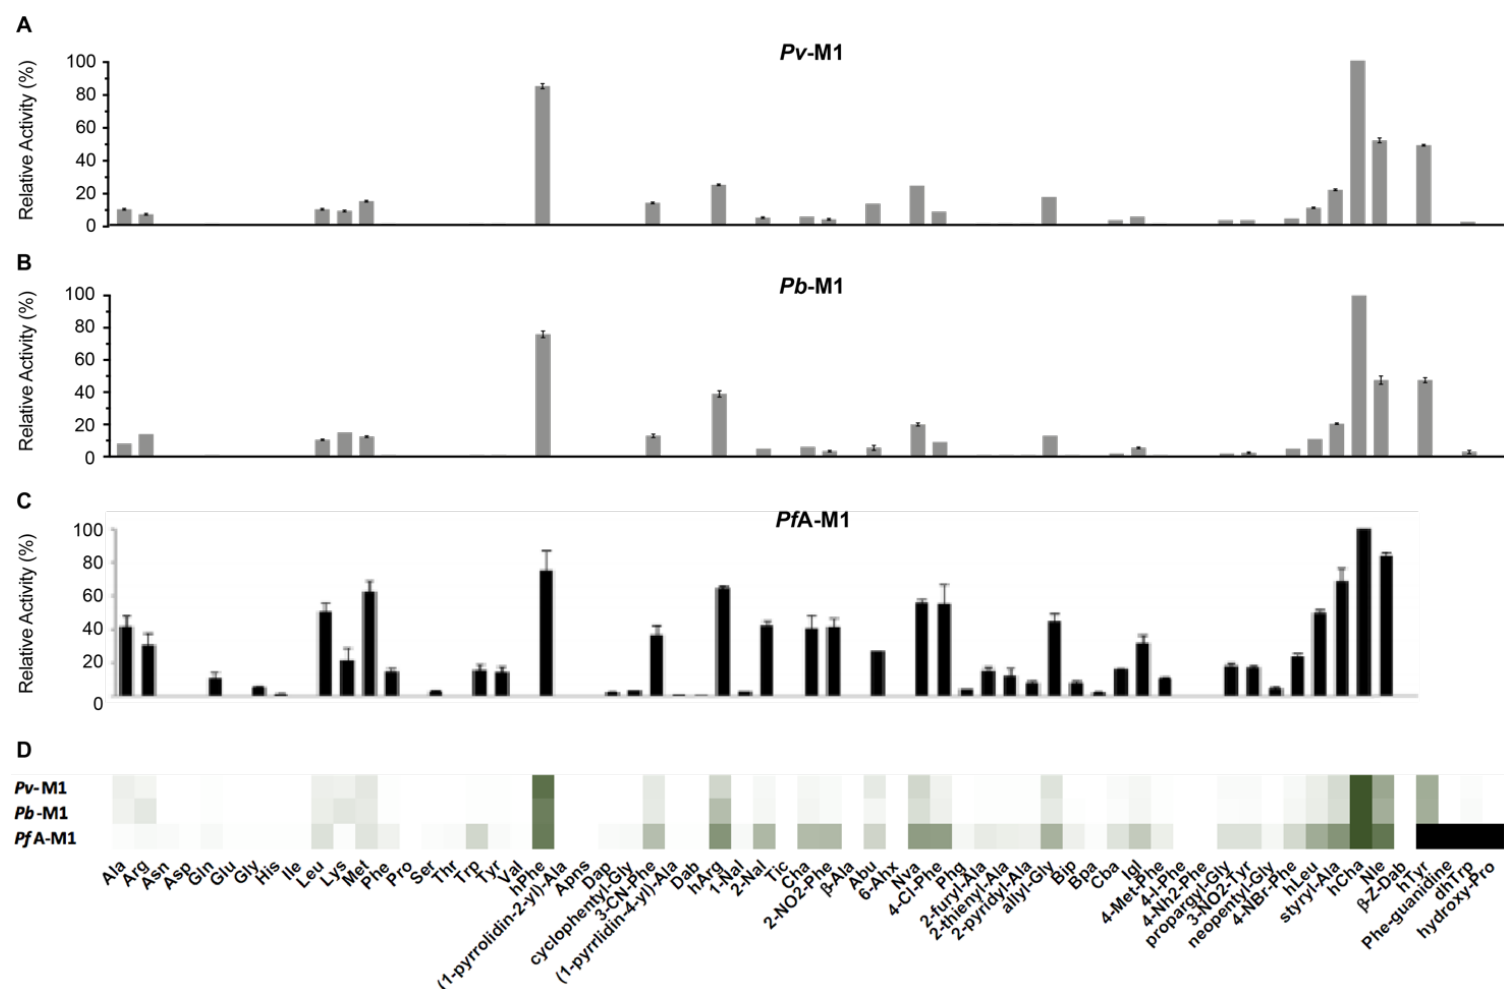 A
Pv-M1
Relative Activity (%)
100
80
60
40
20
0
B
Pb-M1
Relative Activity (%)
100
80
60
40
20
0
C
PfA-M1
Relative Activity (%)
100
80
60
40
20
0
D
Pv-M1
Pb-M1
PfA-M1
Ala
Arg
Asn
Asp
Gln
Glu
Gly
His
Ile
Leu
Lys
Met
Phe
Pro
Ser
Thr
Trp
Tyr
Val
hPhe
(1-pyrrolidin-2-yl)-Ala
Apns
Dap
cyclophentyl-Gly
3-CN-Phe
(1-pyrrlidin-4-yl)-Ala
Dab
hArg
1-Nal
2-Nal
Tic
Cha
2-NO2-Phe
β-Ala
Abu
6-Ahx
Nva
4-Cl-Phe
Phg
2-furyl-Ala
2-thienyl-Ala
2-pyridyl-Ala
allyl-Gly
Bip
Bpa
Cba
Igl
4-Met-Phe
4-I-Phe
4-Nh2-Phe
propargyl-Gly
3-NO2-Tyr
neopentyl-Gly
4-NBr-Phe
hLeu
styryl-Ala
hCha
Nle
β-Z-Dab
hTyr
Phe-guanidine
dhTrp
hydroxy-Pro